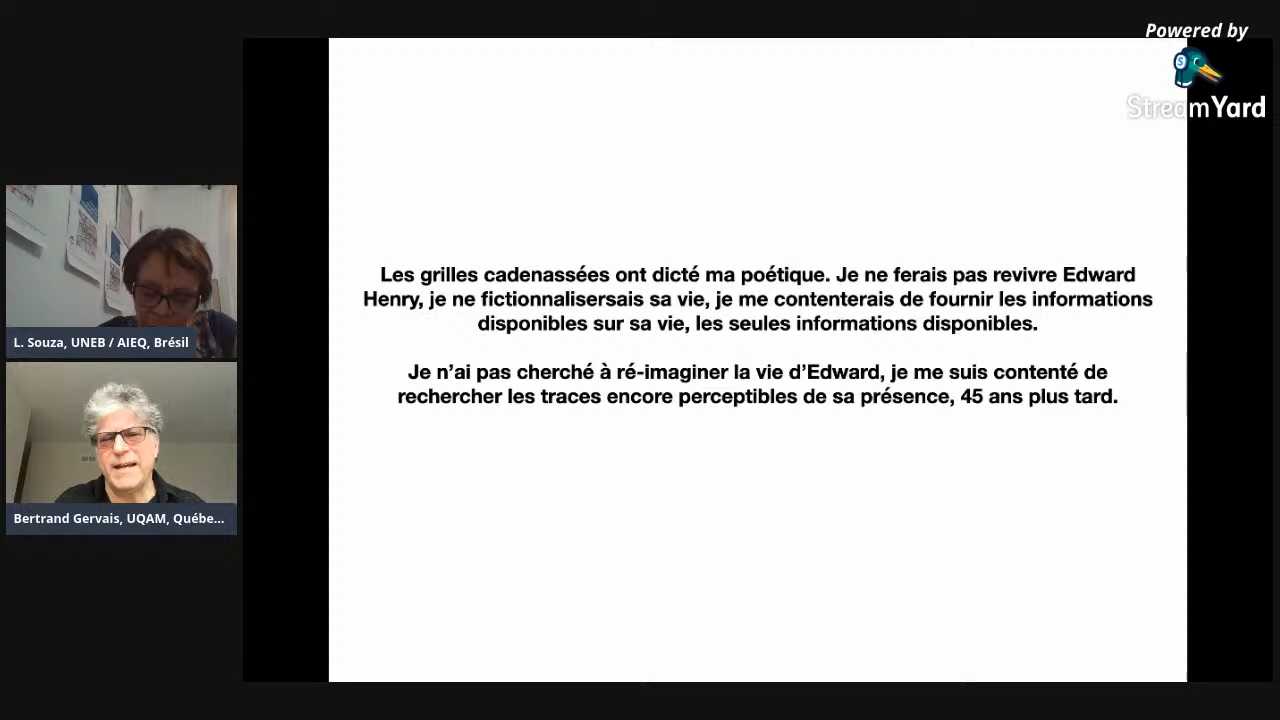 Powered by
StreamYard
Les grilles cadenassées ont dicté ma poétique. Je ne ferais pas revivre Edward
Henry, je ne fictionnalisersais sa vie, je me contenterais de fournir les informations
disponibles sur sa vie, les seules informations disponibles.
Je n’ai pas cherché à ré-imaginer la vie d’Edward, je me suis contenté de
rechercher les traces encore perceptibles de sa présence, 45 ans plus tard.
L. Souza, UNEB / AIEQ, Brésil
Bertrand Gervais, UQAM, Québe...